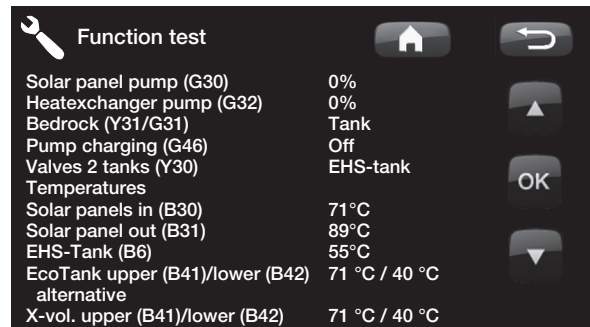 Function test
Solar panel pump (G30) 0%
Heatexchanger pump (G32) 0%
Bedrock (Y31/G31) Tank
Pump charging (G46) Off
Valves 2 tanks (Y30) EHS-tank
Temperatures
Solar panels in (B30) 71°C
Solar panel out (B31) 89°C
EHS-Tank (B6) 55°C
EcoTank upper (B41)/lower (B42) 71 °C / 40 °C
alternative
X-vol. upper (B41)/lower (B42) 71 °C / 40 °C
OK